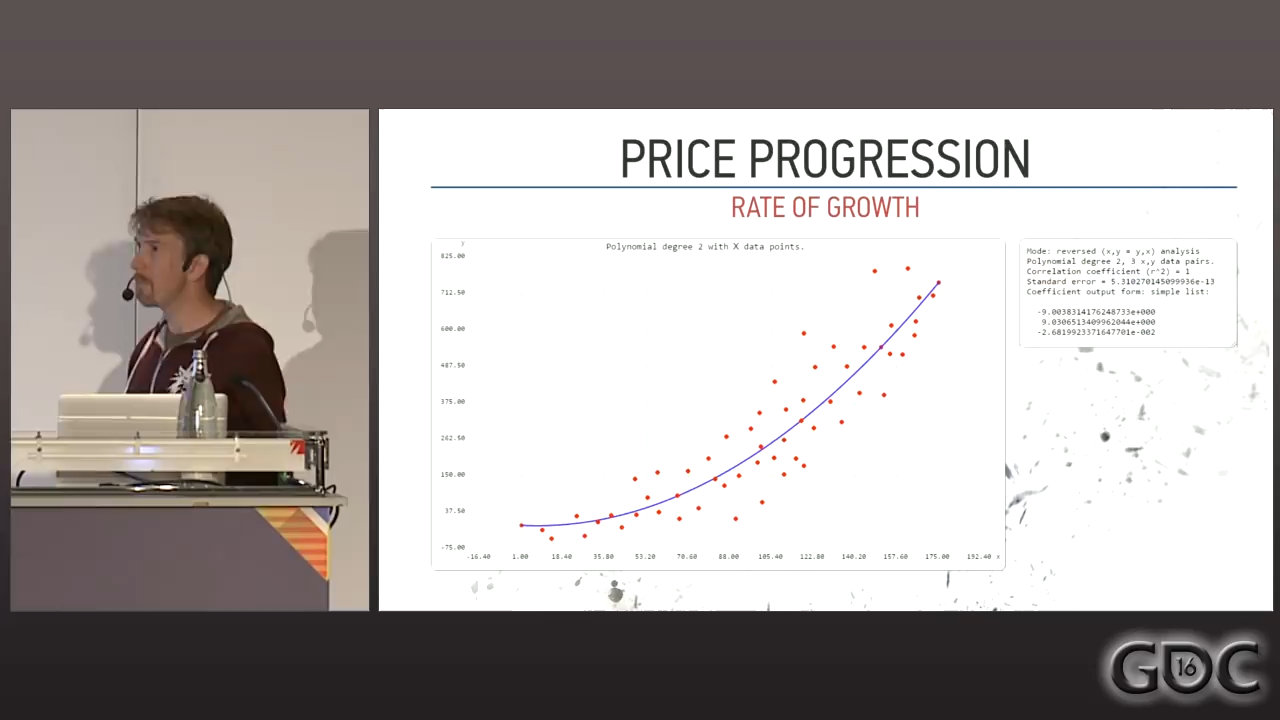 PRICE PROGRESSION
RATE OF GROWTH
y
Polynomial degree 2 with X data points.
825.00
712.50
600.00
487.50
375.00
262.50
150.00
37.50
-75.00
-16.40 1.00 18.40 35.80 53.20 70.60 88.00 105.40 122.80 140.20 157.60 175.00 192.40 x
Mode: reversed (x,y = y,x) analysis
Polynomial degree 2, 3 x,y data pairs.
Correlation coefficient (r^2) = 1
Standard error = 5.310270145099936e-13
Coefficient output form: simple list:
-9.0038314176248733e+000
9.0306513409962044e+000
-2.6819923371647701e-002
GDC 16